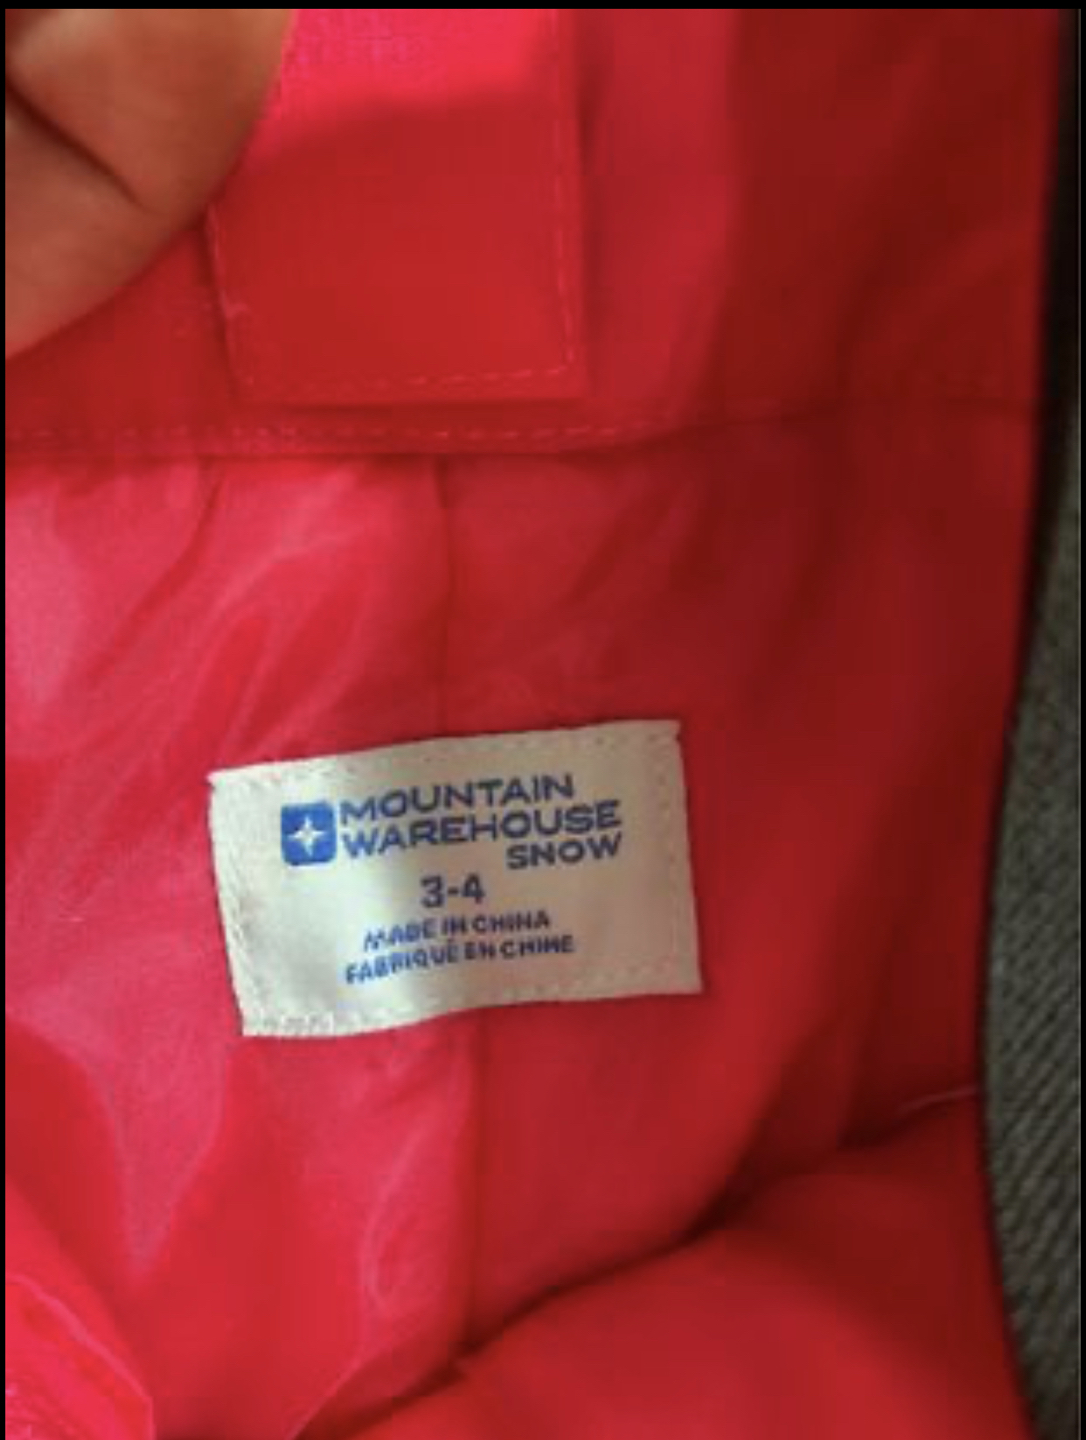 MOUNTAIN
WAREHOUSE
SNOW
3-4
MADE IN CHINA
FABRIQUÉ EN CHINE